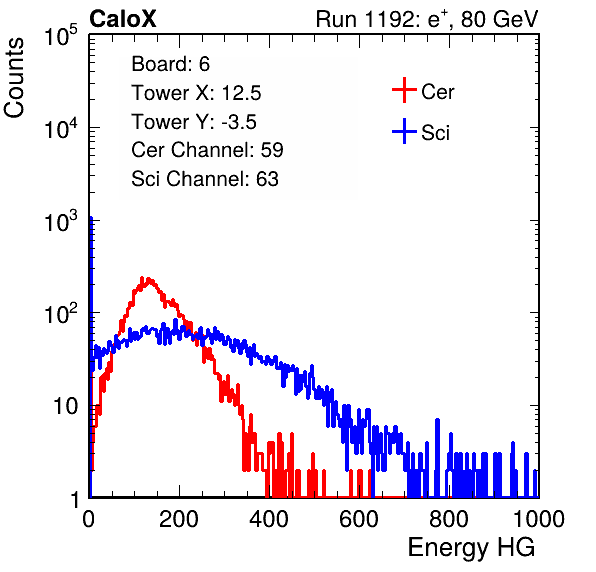 CaloX Run 1192: e⁺, 80 GeV
Counts
10⁵
10⁴
10³
10²
10
1
Board: 6
Tower X: 12.5
Tower Y: -3.5
Cer Channel: 59
Sci Channel: 63
Cer
Sci
0 200 400 600 800 1000
Energy HG